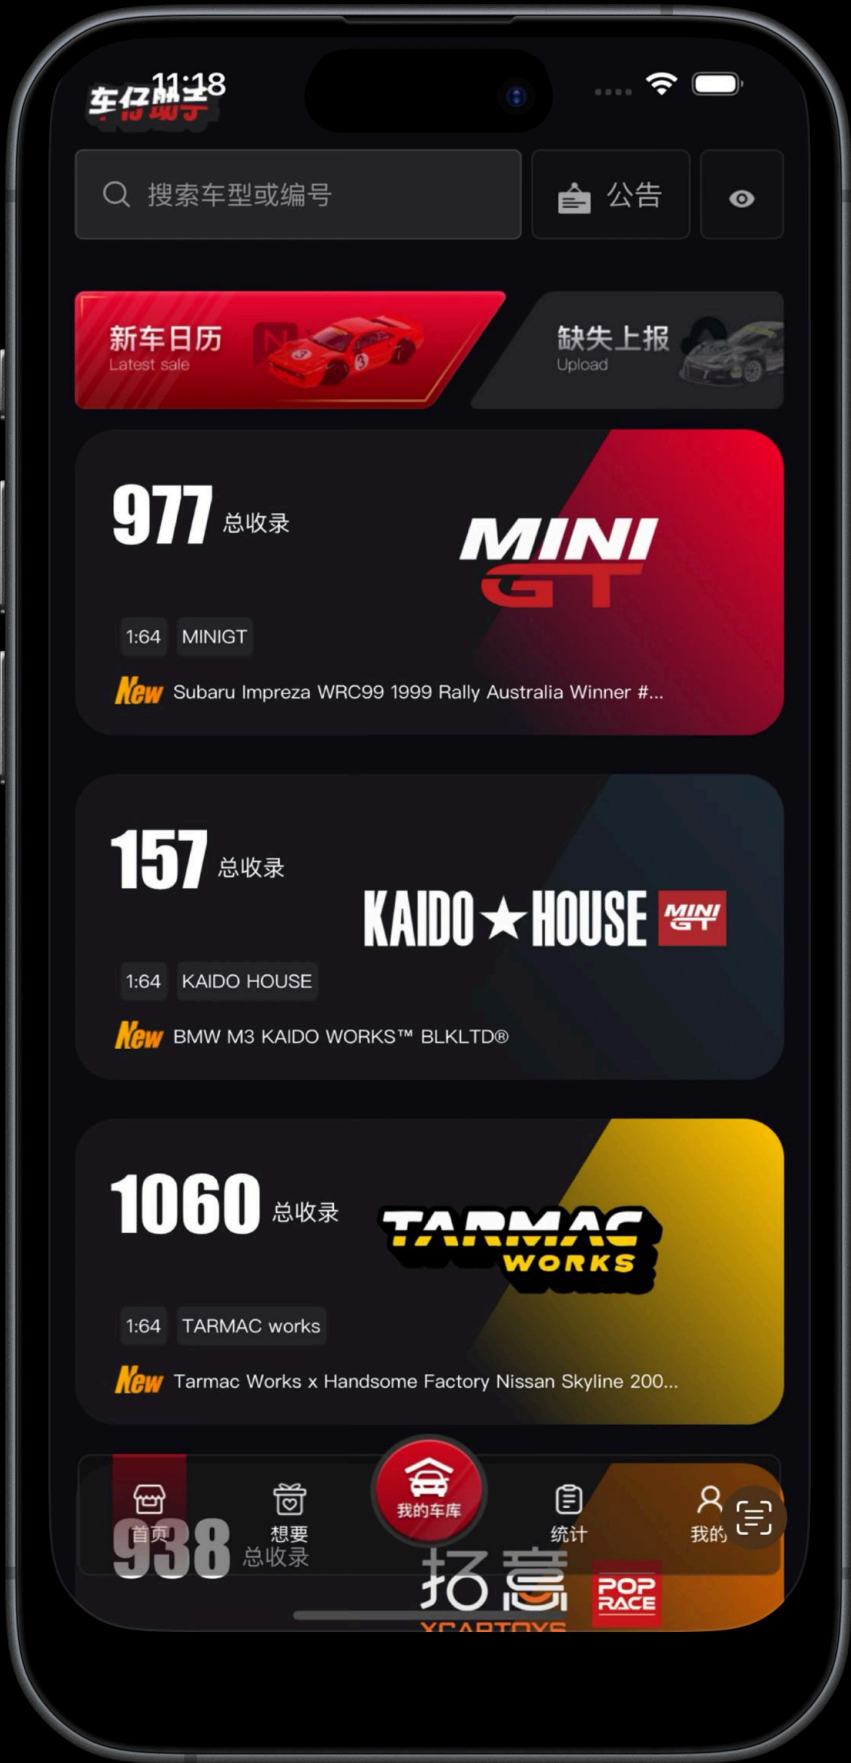 11:18
车仔助手
搜索车型或编号
公告
新车日历
Latest sale
缺失上报
Upload
977 总收录
MINI
GT
1:64 MINIGT
New Subaru Impreza WRC99 1999 Rally Australia Winner #...
157 总收录
KAIDO★HOUSE MINI GT
1:64 KAIDO HOUSE
New BMW M3 KAIDO WORKS™ BLKLTD®
1060 总收录
TARMAC
WORKS
1:64 TARMAC works
New Tarmac Works x Handsome Factory Nissan Skyline 200...
首页
想要
我的车库
统计
我的
938 总收录
拓意
XCARTOYS
POP
RACE